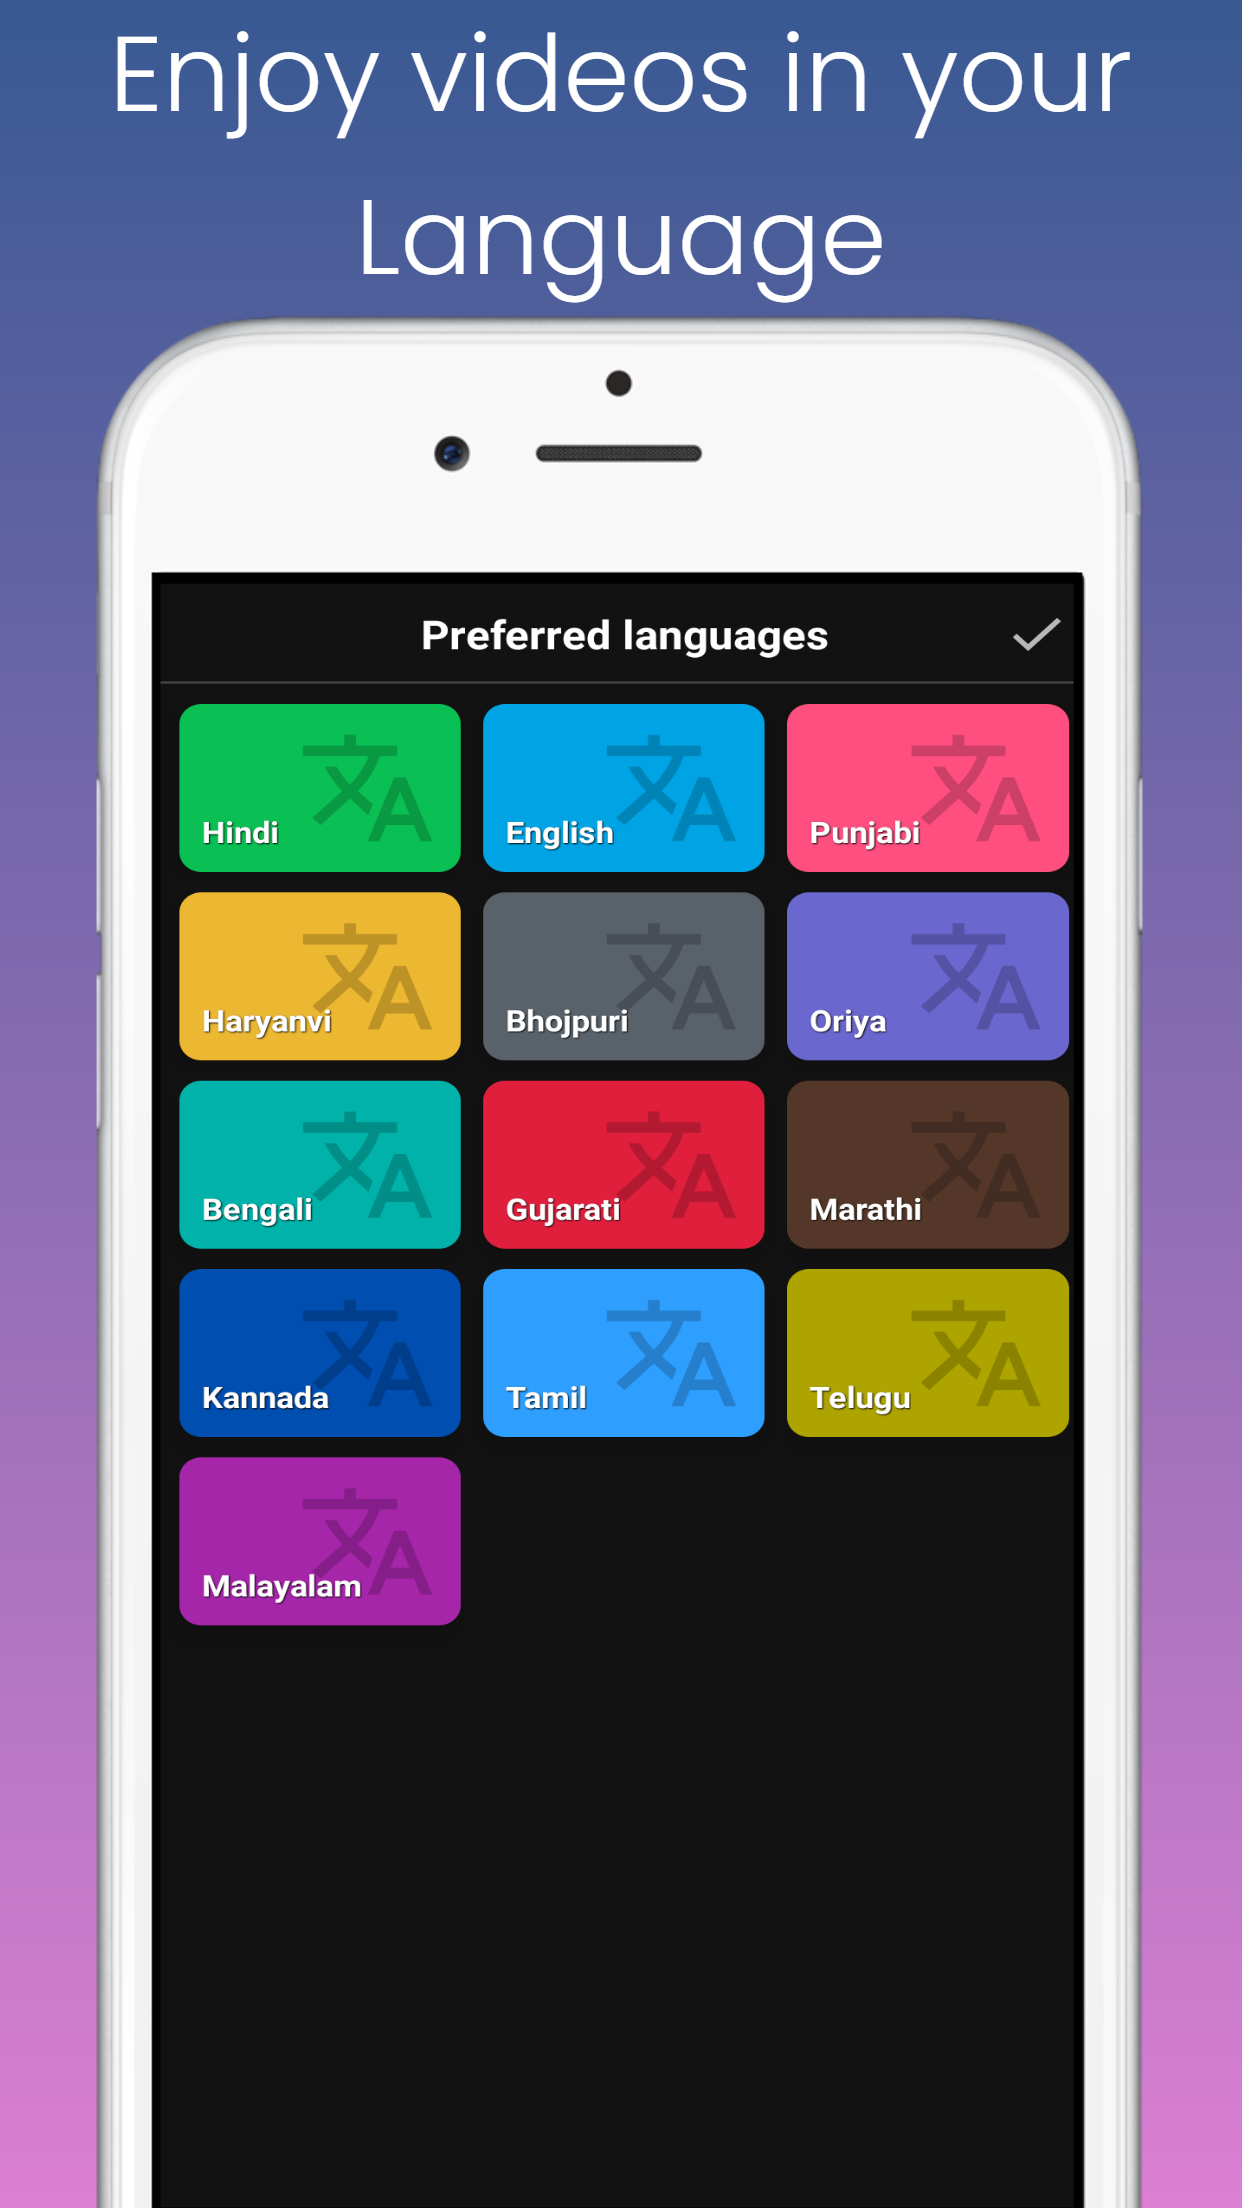 Enjoy videos in your
Language
Preferred languages
Hindi
English
Punjabi
Haryanvi
Bhojpuri
Oriya
Bengali
Gujarati
Marathi
Kannada
Tamil
Telugu
Malayalam